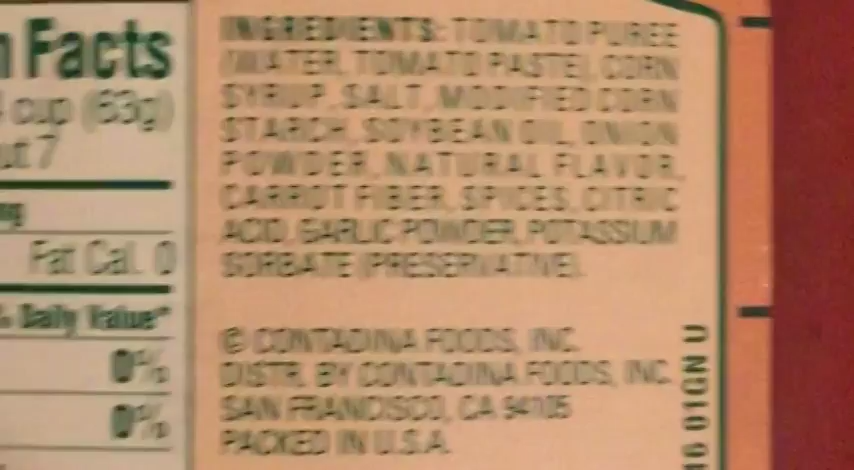 Facts
cup (63g)
7
Fat Cal. 0
% Daily Value*
0%
0%
INGREDIENTS: TOMATO PUREE
(WATER, TOMATO PASTE), CORN
SYRUP, SALT, MODIFIED CORN
STARCH, SOYBEAN OIL, ONION
POWDER, NATURAL FLAVOR,
CARROT FIBER, SPICES, CITRIC
ACID, GARLIC POWDER, POTASSIUM
SORBATE (PRESERVATIVE).
© CONTADINA FOODS, INC.
DISTR. BY CONTADINA FOODS, INC.
SAN FRANCISCO, CA 94105
PACKED IN U.S.A.
01GN U